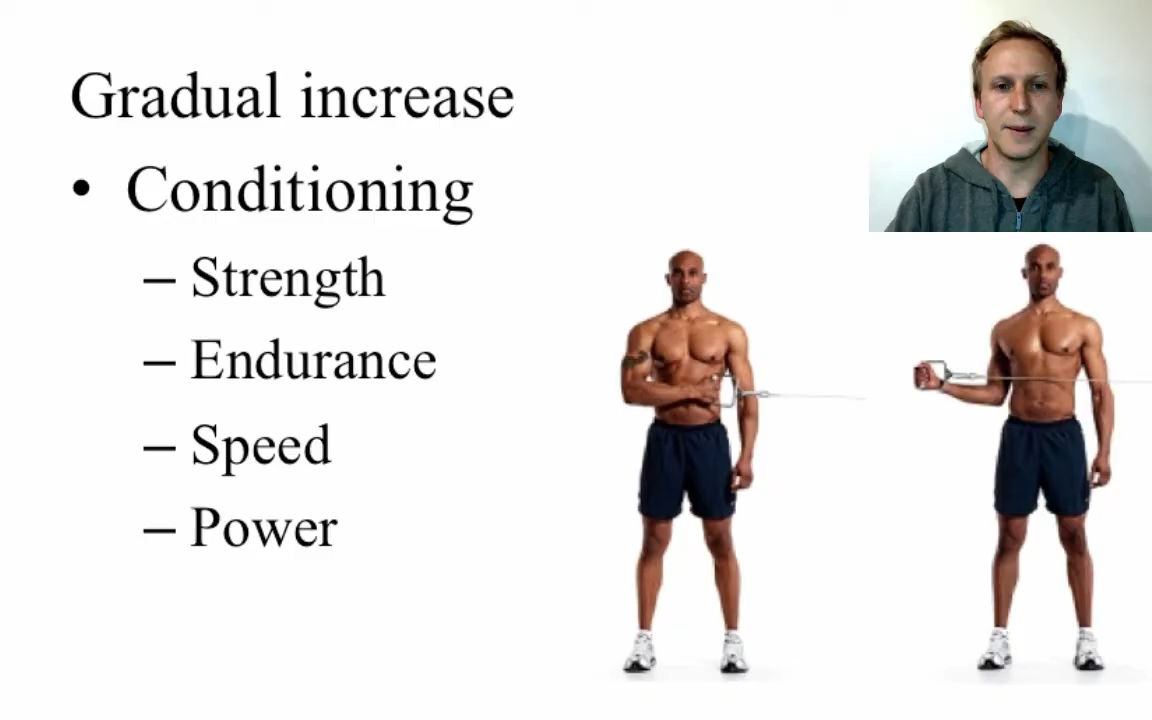 Gradual increase
• Conditioning
– Strength
– Endurance
– Speed
– Power